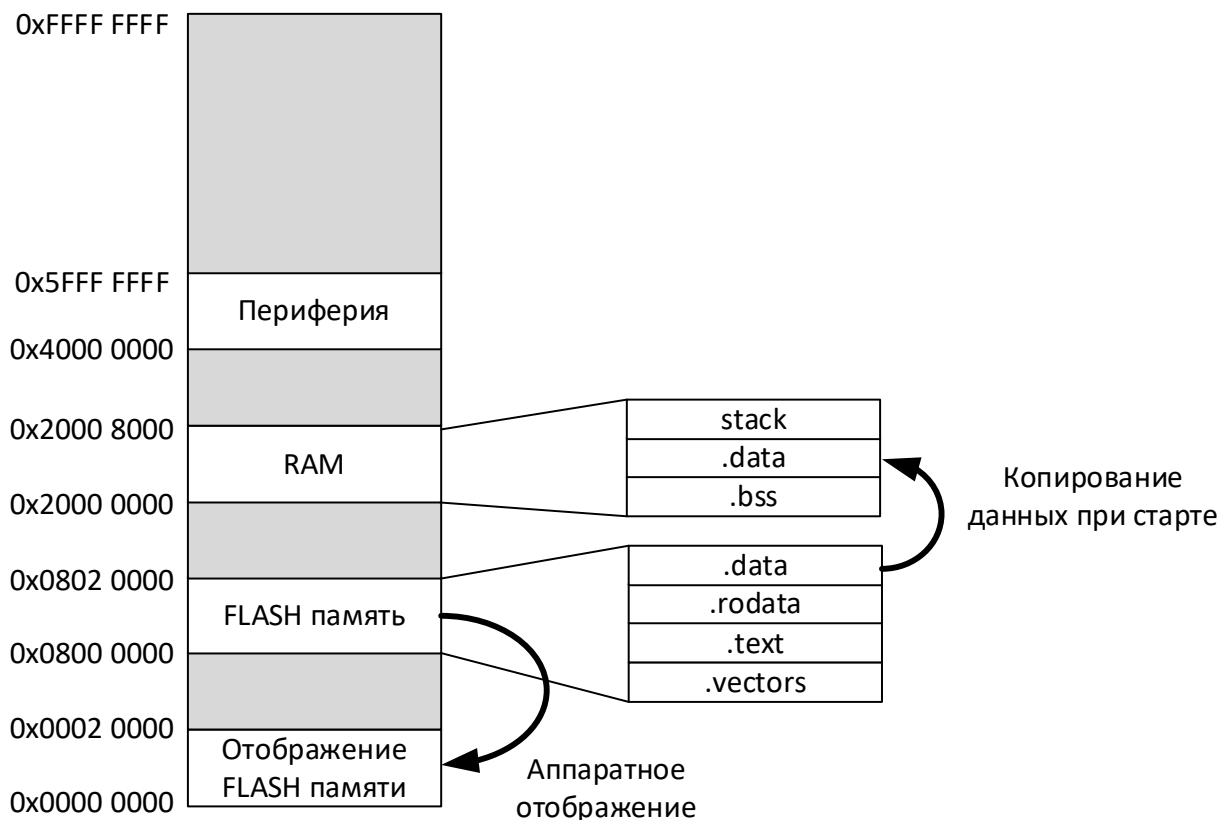 0xFFFF FFFF
0x5FFF FFFF
Периферия
0x4000 0000
0x2000 8000
RAM
0x2000 0000
0x0802 0000
FLASH память
0x0800 0000
0x0002 0000
Отображение
FLASH памяти
0x0000 0000
stack
.data
.bss
Копирование
данных при старте
.data
.rodata
.text
.vectors
Аппаратное
отображение